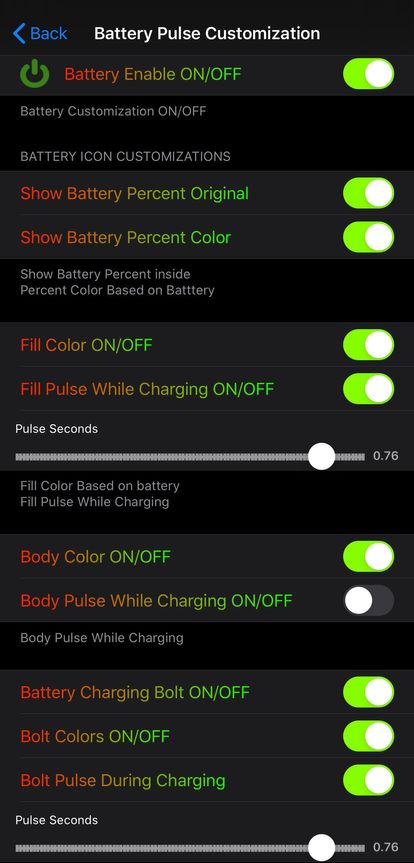 Back
Battery Pulse Customization
Battery Enable ON/OFF
Battery Customization ON/OFF
BATTERY ICON CUSTOMIZATIONS
Show Battery Percent Original
Show Battery Percent Color
Show Battery Percent inside
Percent Color Based on Batttery
Fill Color ON/OFF
Fill Pulse While Charging ON/OFF
Pulse Seconds
0.76
Fill Color Based on battery
Fill Pulse While Charging
Body Color ON/OFF
Body Pulse While Charging ON/OFF
Body Pulse While Charging
Battery Charging Bolt ON/OFF
Bolt Colors ON/OFF
Bolt Pulse During Charging
Pulse Seconds
0.76